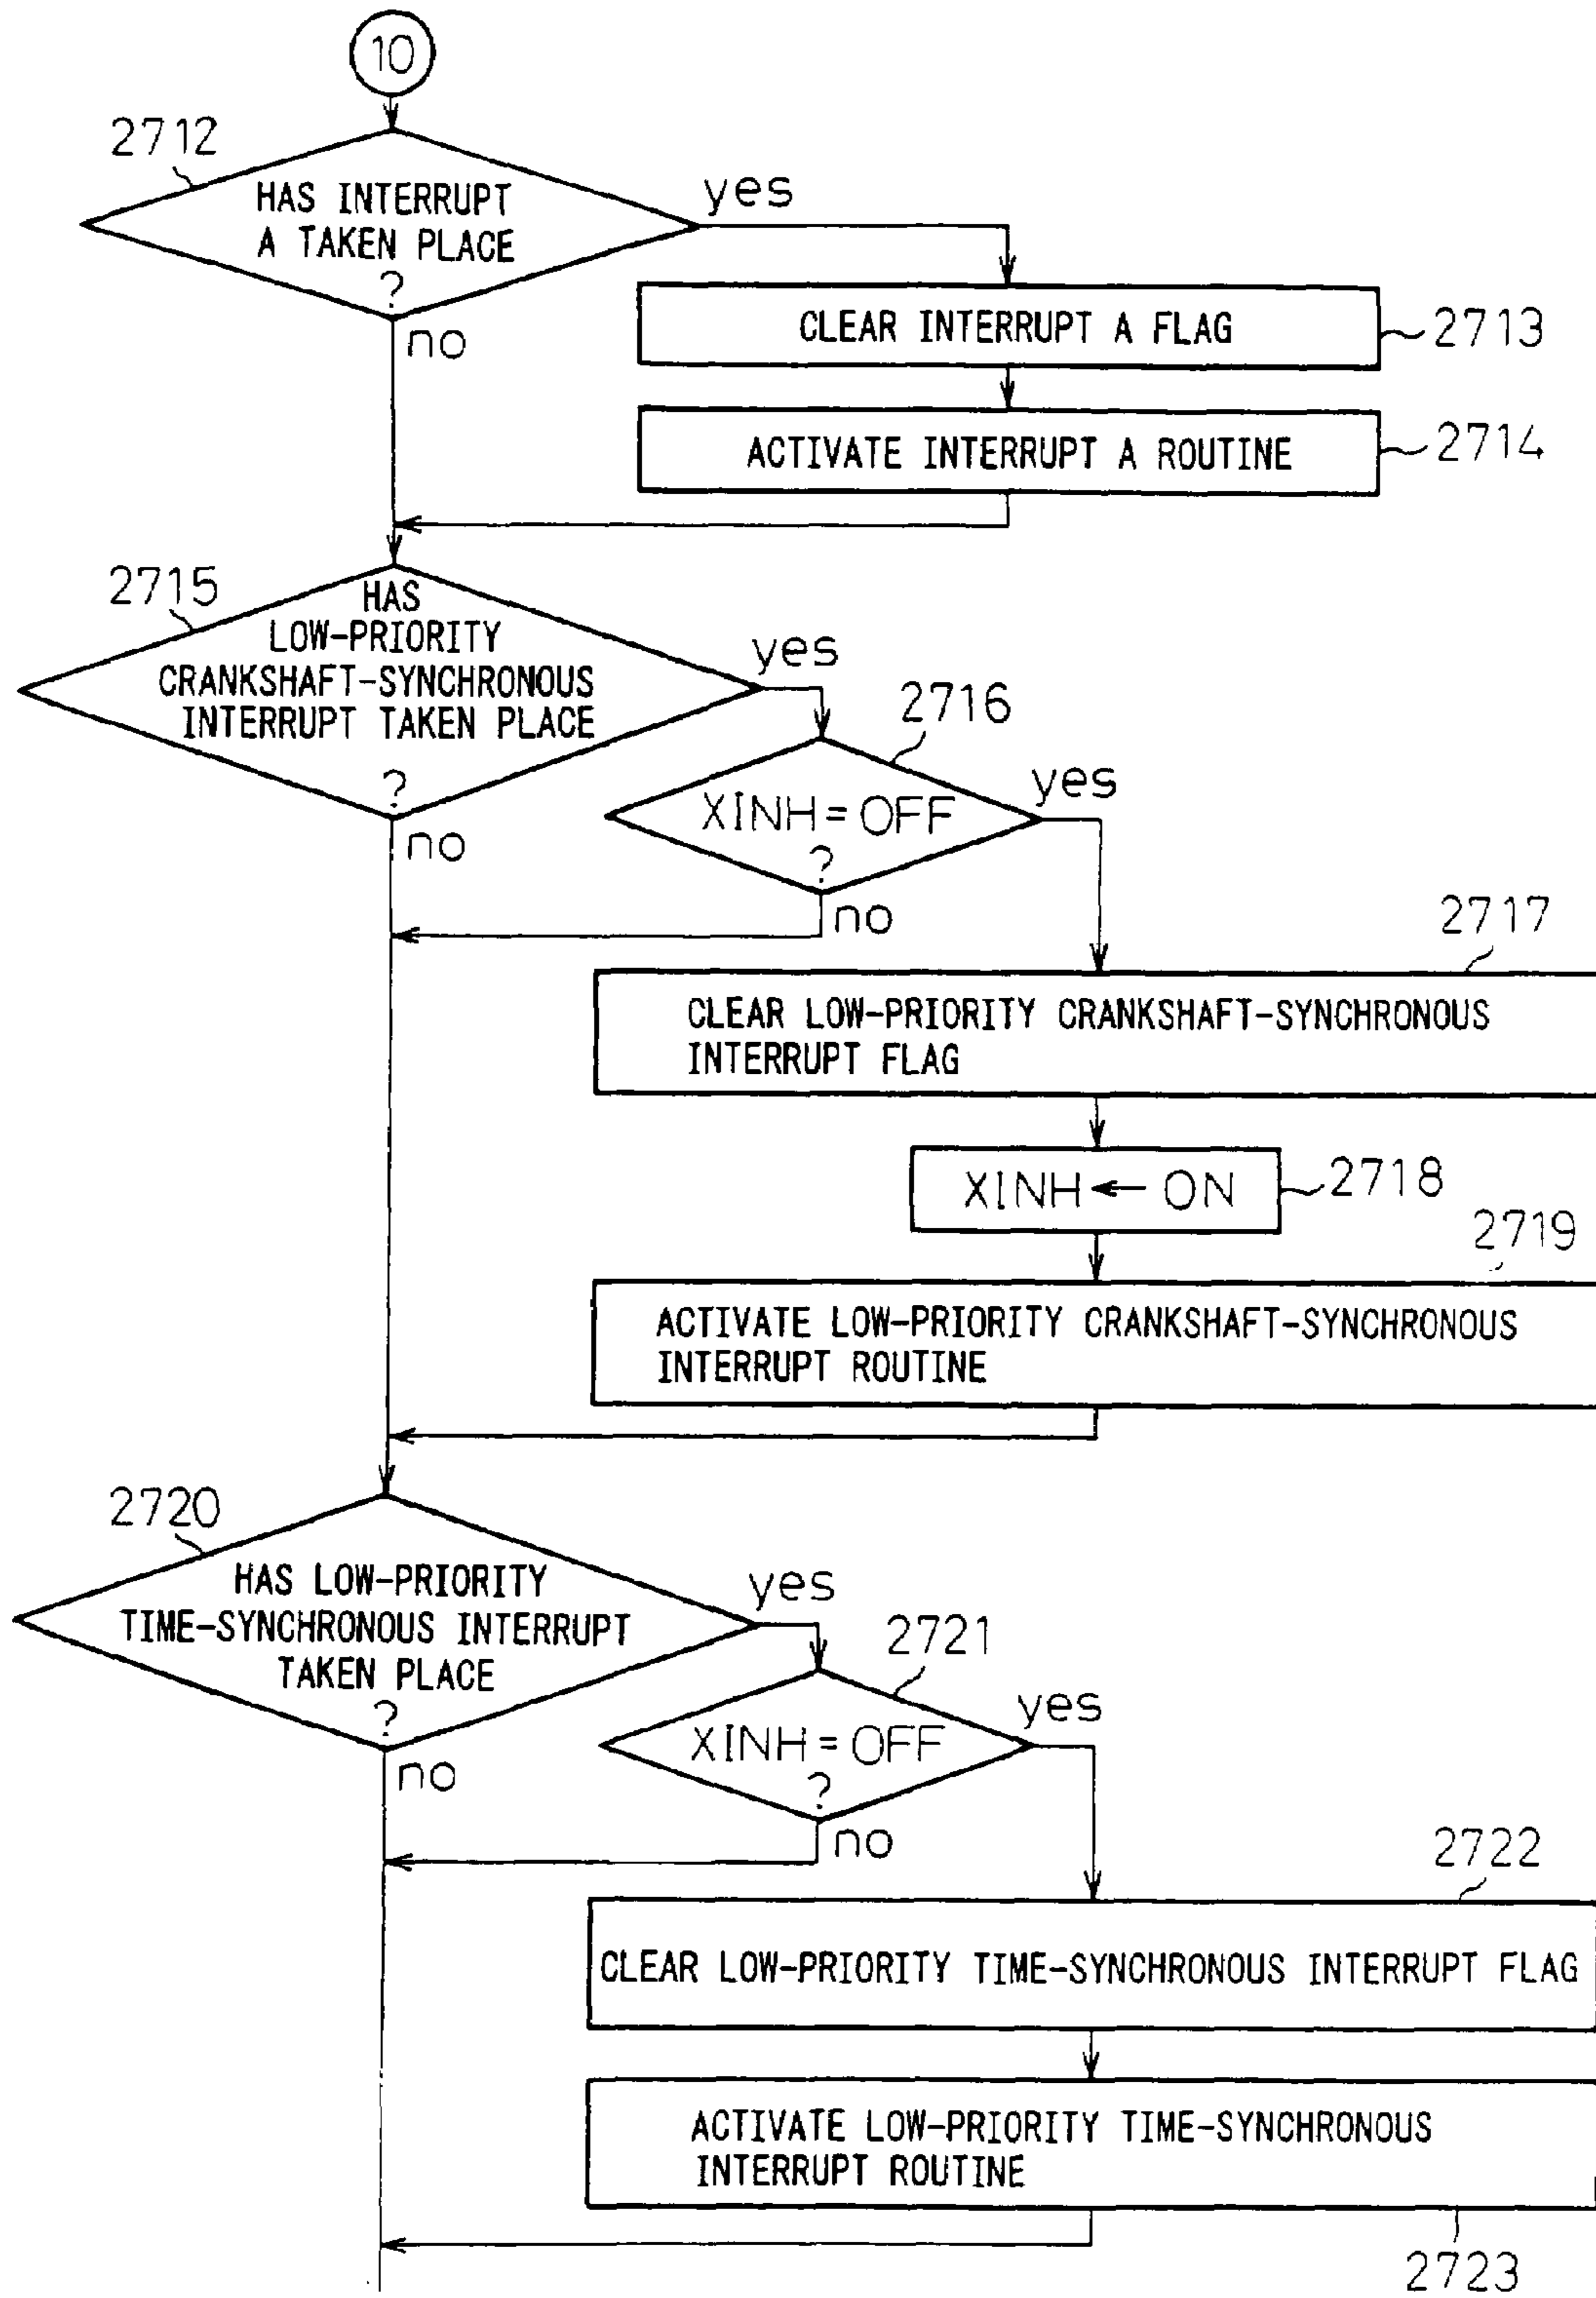 10
2712
HAS INTERRUPT
A TAKEN PLACE
?
yes
no
CLEAR INTERRUPT A FLAG
2713
ACTIVATE INTERRUPT A ROUTINE
2714
2715
HAS
LOW-PRIORITY
CRANKSHAFT-SYNCHRONOUS
INTERRUPT TAKEN PLACE
?
yes
no
2716
XINH=OFF
?
yes
no
2717
CLEAR LOW-PRIORITY CRANKSHAFT-SYNCHRONOUS
INTERRUPT FLAG
XINH ← ON
2718
2719
ACTIVATE LOW-PRIORITY CRANKSHAFT-SYNCHRONOUS
INTERRUPT ROUTINE
2720
HAS LOW-PRIORITY
TIME-SYNCHRONOUS INTERRUPT
TAKEN PLACE
?
yes
no
2721
XINH=OFF
?
yes
no
2722
CLEAR LOW-PRIORITY TIME-SYNCHRONOUS INTERRUPT FLAG
ACTIVATE LOW-PRIORITY TIME-SYNCHRONOUS
INTERRUPT ROUTINE
2723